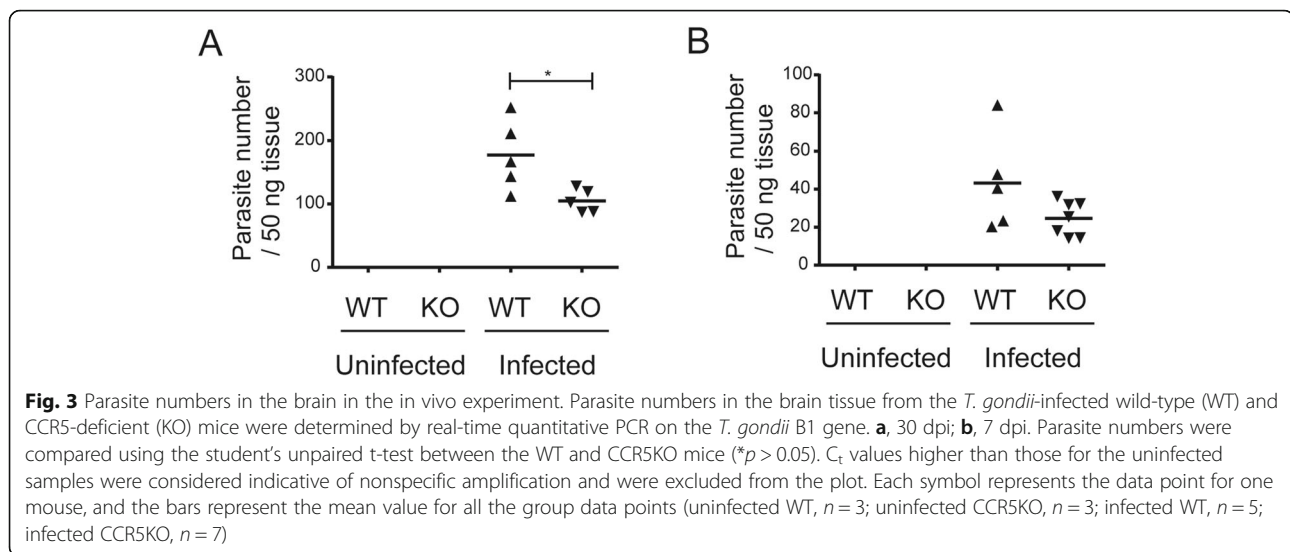 A
B
300
200
100
0
Parasite number
/ 50 ng tissue
*
WT KO WT KO
Uninfected Infected
100
80
60
40
20
0
Parasite number
/ 50 ng tissue
WT KO WT KO
Uninfected Infected
Fig. 3 Parasite numbers in the brain in the in vivo experiment. Parasite numbers in the brain tissue from the T. gondii-infected wild-type (WT) and
CCR5-deficient (KO) mice were determined by real-time quantitative PCR on the T. gondii B1 gene. a, 30 dpi; b, 7 dpi. Parasite numbers were
compared using the student's unpaired t-test between the WT and CCR5KO mice (*p > 0.05). Ct values higher than those for the uninfected
samples were considered indicative of nonspecific amplification and were excluded from the plot. Each symbol represents the data point for one
mouse, and the bars represent the mean value for all the group data points (uninfected WT, n = 3; uninfected CCR5KO, n = 3; infected WT, n = 5;
infected CCR5KO, n = 7)